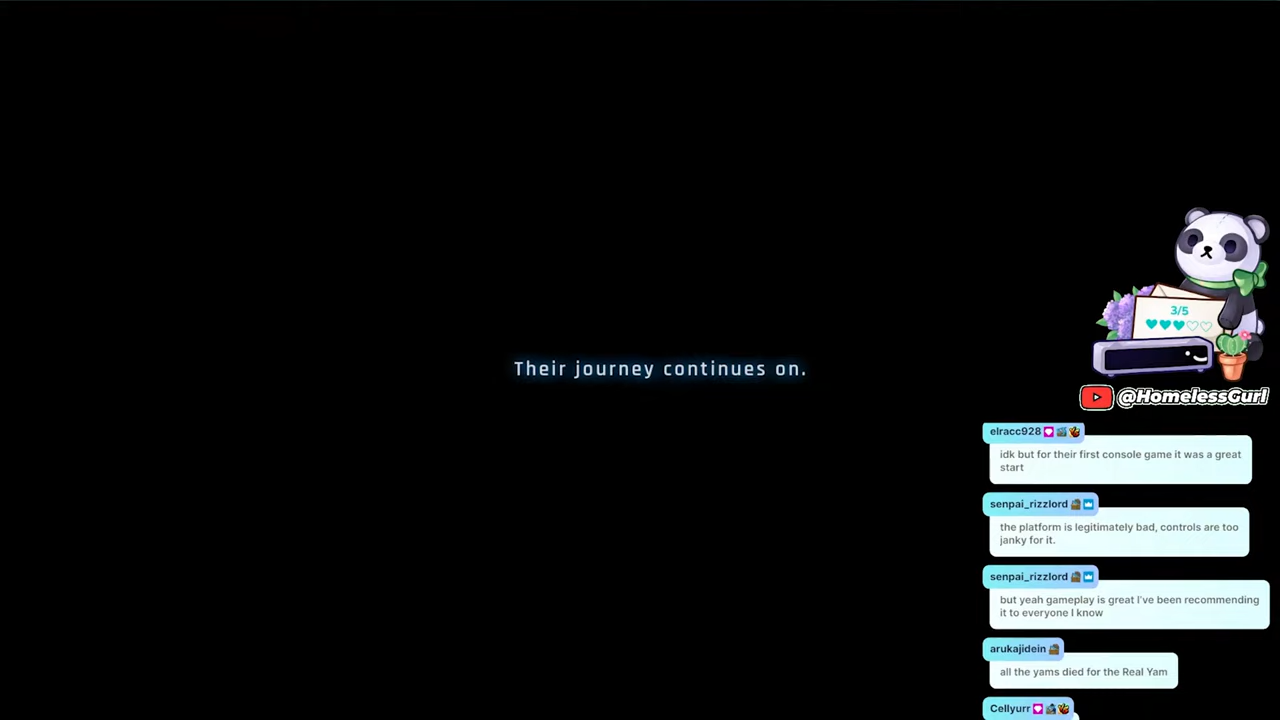 Their journey continues on.
3/5
@HomelessGurl
elracc928
idk but for their first console game it was a great
start
senpai_rizzlord
the platform is legitimately bad, controls are too
janky for it.
senpai_rizzlord
but yeah gameplay is great I've been recommending
it to everyone I know
arukajidein
all the yams died for the Real Yam
Cellyurr